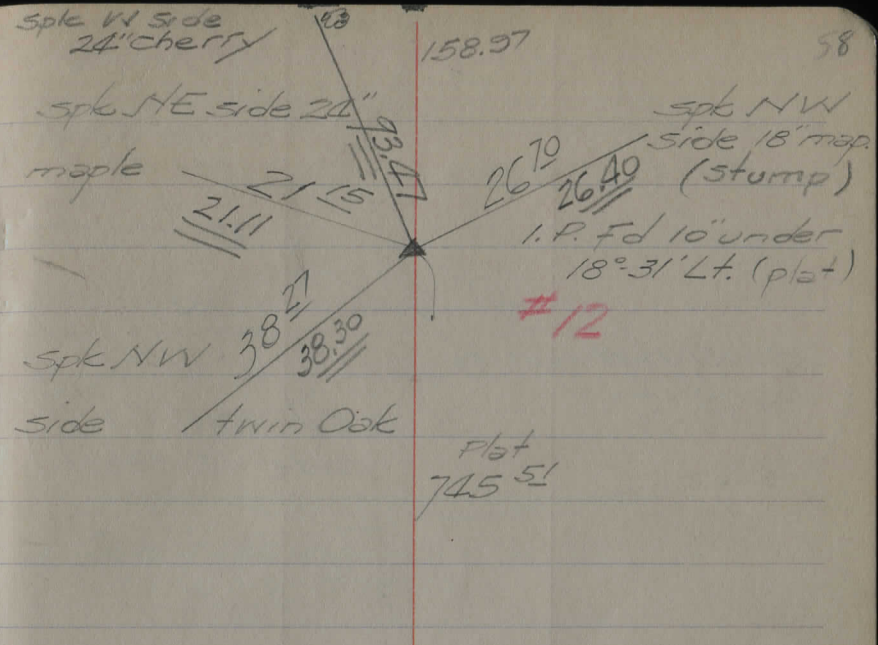 spk W side
24" cherry
158.97
58
spk NE side 24"
maple
93.47
21 15
21.11
26 70
26.40
spk NW
side 18" map.
(stump)
I.P. Fd 10" under
18°-31' Lt. (plat)
#12
38 27
38.30
spk NW
side twin Oak
Plat
745 51